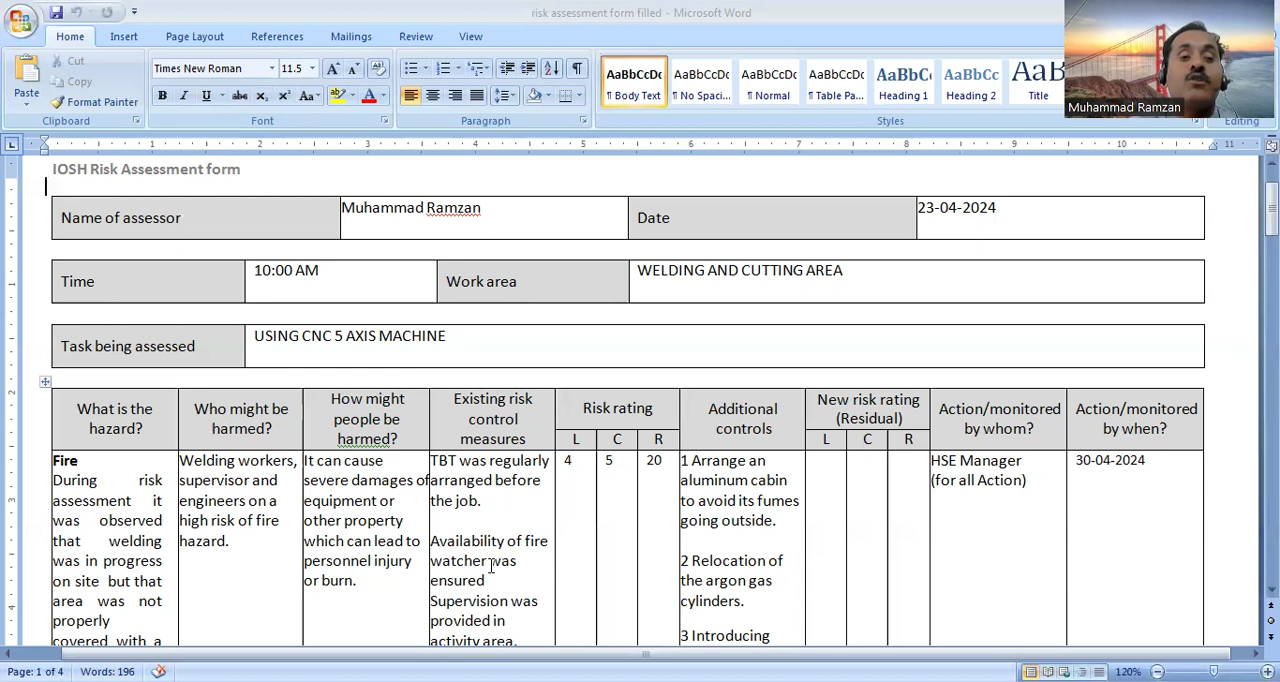 risk assessment form filled - Microsoft Word
Home Insert Page Layout References Mailings Review View
Paste
Cut
Copy
Format Painter
Clipboard
Times New Roman 11.5
Font
Paragraph
AaBbCcDc AaBbCcDc AaBbCcDc AaBbCcDc AaBbCc AaBbCc AaB
¶ Body Text ¶ No Spaci... ¶ Normal ¶ Table Pa... Heading 1 Heading 2 Title
Styles
Editing
Muhammad Ramzan
IOSH Risk Assessment form
Name of assessor Muhammad Ramzan Date 23-04-2024
Time 10:00 AM Work area WELDING AND CUTTING AREA
Task being assessed USING CNC 5 AXIS MACHINE
What is the
hazard?
Who might be
harmed?
How might
people be
harmed?
Existing risk
control
measures
Risk rating
L C R
Additional
controls
New risk rating
(Residual)
L C R
Action/monitored
by whom?
Action/monitored
by when?
Fire
During risk
assessment it
was observed
that welding
was in progress
on site but that
area was not
properly
covered with a
Welding workers,
supervisor and
engineers on a
high risk of fire
hazard.
It can cause
severe damages of
equipment or
other property
which can lead to
personnel injury
or burn.
TBT was regularly
arranged before
the job.
Availability of fire
watcher was
ensured
Supervision was
provided in
activity area.
4 5 20
1 Arrange an
aluminum cabin
to avoid its fumes
going outside.
2 Relocation of
the argon gas
cylinders.
3 Introducing
HSE Manager
(for all Action)
30-04-2024
Page: 1 of 4 Words: 196 120%